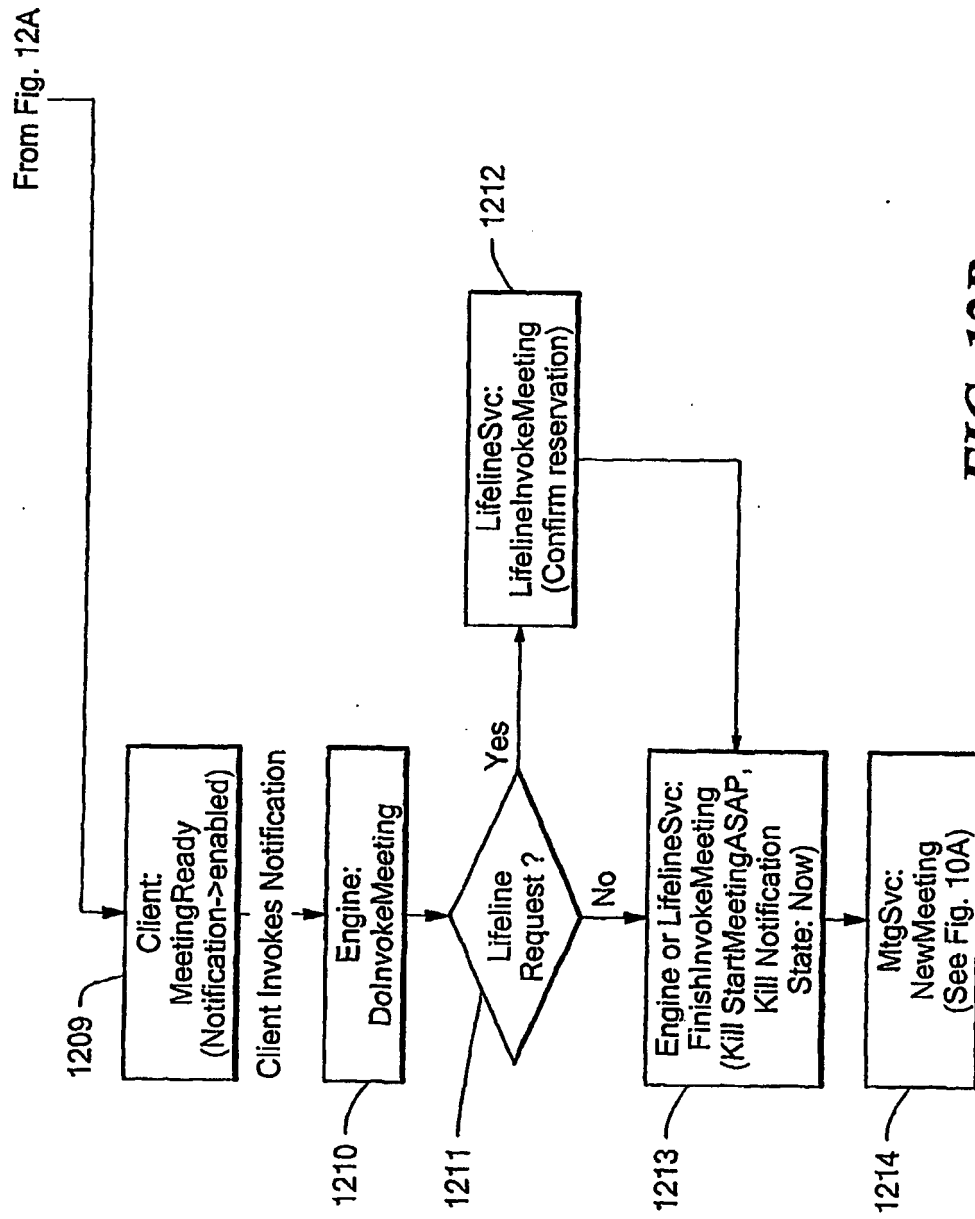 From Fig. 12A
1209
Client:
MeetingReady
(Notification->enabled)
Client Invokes Notification
1210
Engine:
DoInvokeMeeting
1211
Lifeline
Request ?
Yes
No
1212
LifelineSvc:
LifelineInvokeMeeting
(Confirm reservation)
1213
Engine or LifelineSvc:
FinishInvokeMeeting
(Kill StartMeetingASAP,
Kill Notification
State: Now)
1214
MtgSvc:
NewMeeting
(See Fig. 10A)